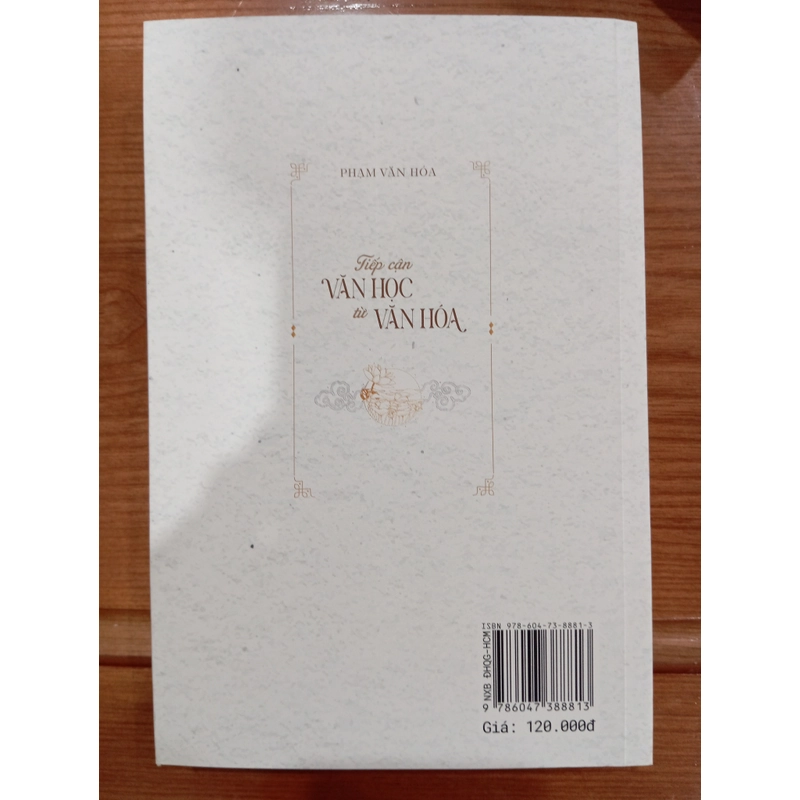 PHẠM VĂN HÓA
Tiếp cận
VĂN HỌC
từ VĂN HÓA
ISBN 978-604-73-8881-3
NXB ĐHQG-HCM
9 786047 388813
Giá: 120.000đ